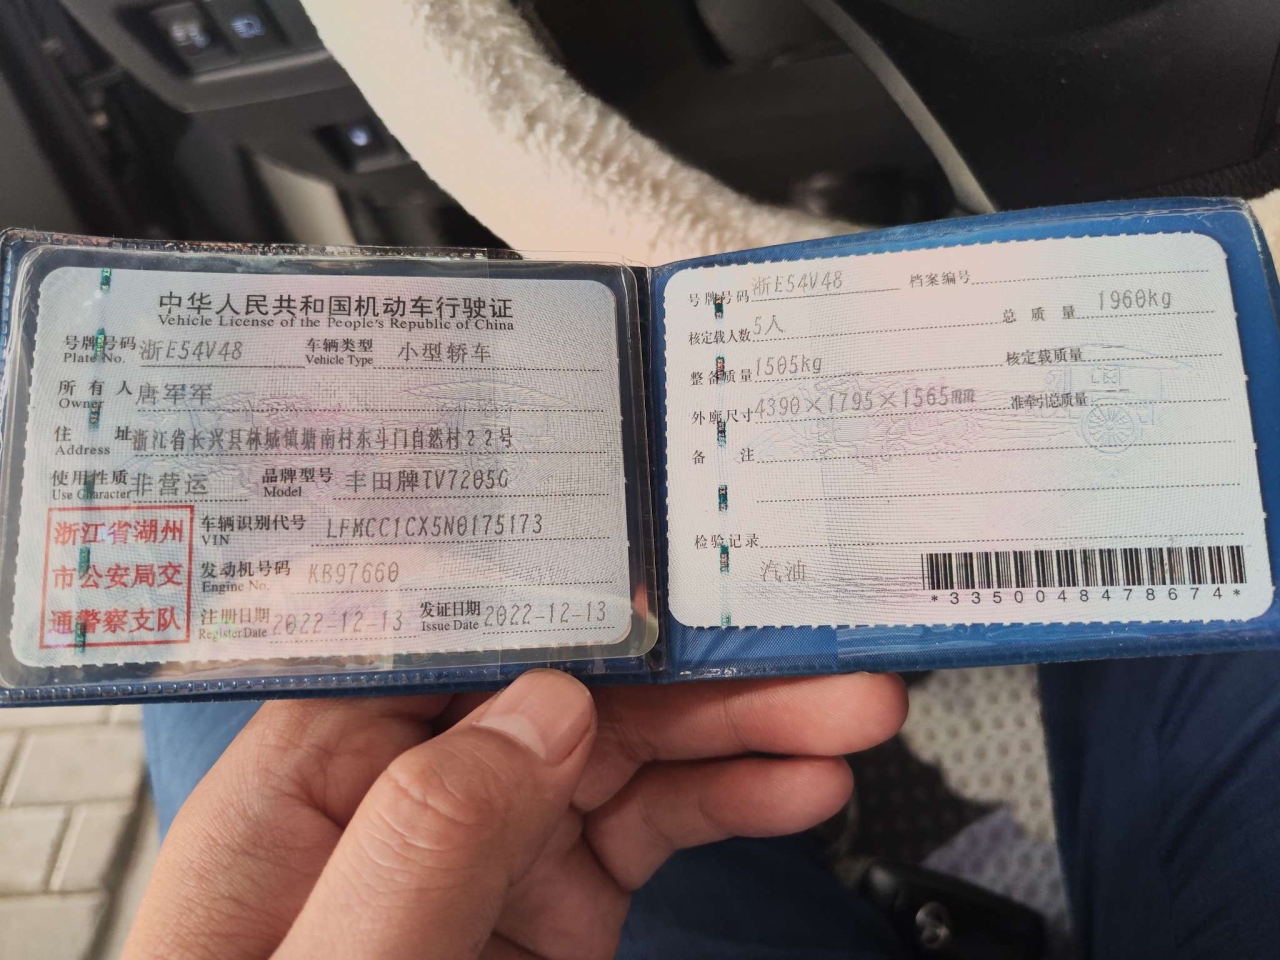 中华人民共和国机动车行驶证
Vehicle License of the People's Republic of China
号牌号码 浙E54V48 车辆类型 小型轿车
Plate No. Vehicle Type
所有人 唐军军
Owner
住址 浙江省长兴县林城镇塘南村东斗门自然村22号
Address
使用性质 非营运 品牌型号 丰田牌TV7205G
Use Character Model
浙江省湖州
市公安局交
通警察支队
车辆识别代号 LFMCC1CX5N0175173
VIN
发动机号码 KB97660
Engine No.
注册日期 2022-12-13 发证日期 2022-12-13
Register Date Issue Date
号牌号码 浙E54V48 档案编号
核定载人数 5人 总质量 1960kg
整备质量 1505kg 核定载质量
外廓尺寸 4390×1795×1565mm 准牵引总质量
备注
检验记录
汽油
*3350048478674*